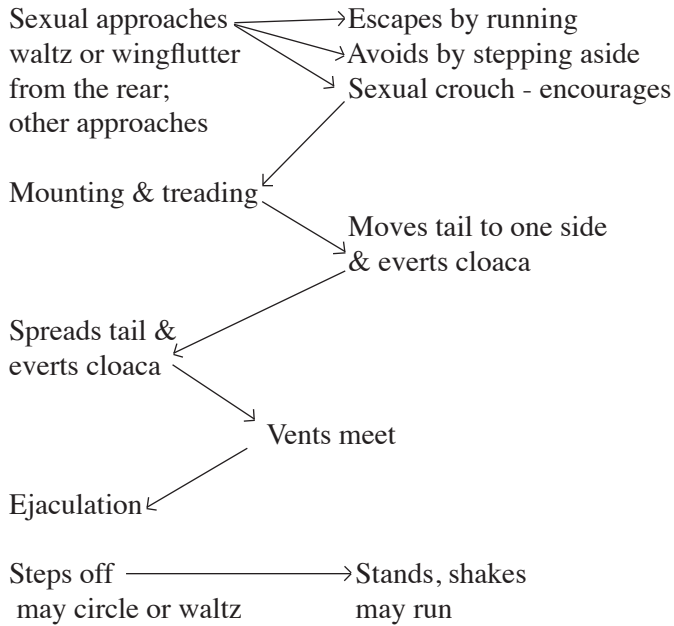 Sexual approaches
waltz or wingflutter
from the rear;
other approaches
Escapes by running
Avoids by stepping aside
Sexual crouch - encourages
Mounting & treading
Moves tail to one side
& everts cloaca
Spreads tail &
everts cloaca
Vents meet
Ejaculation
Steps off
may circle or waltz
Stands, shakes
may run